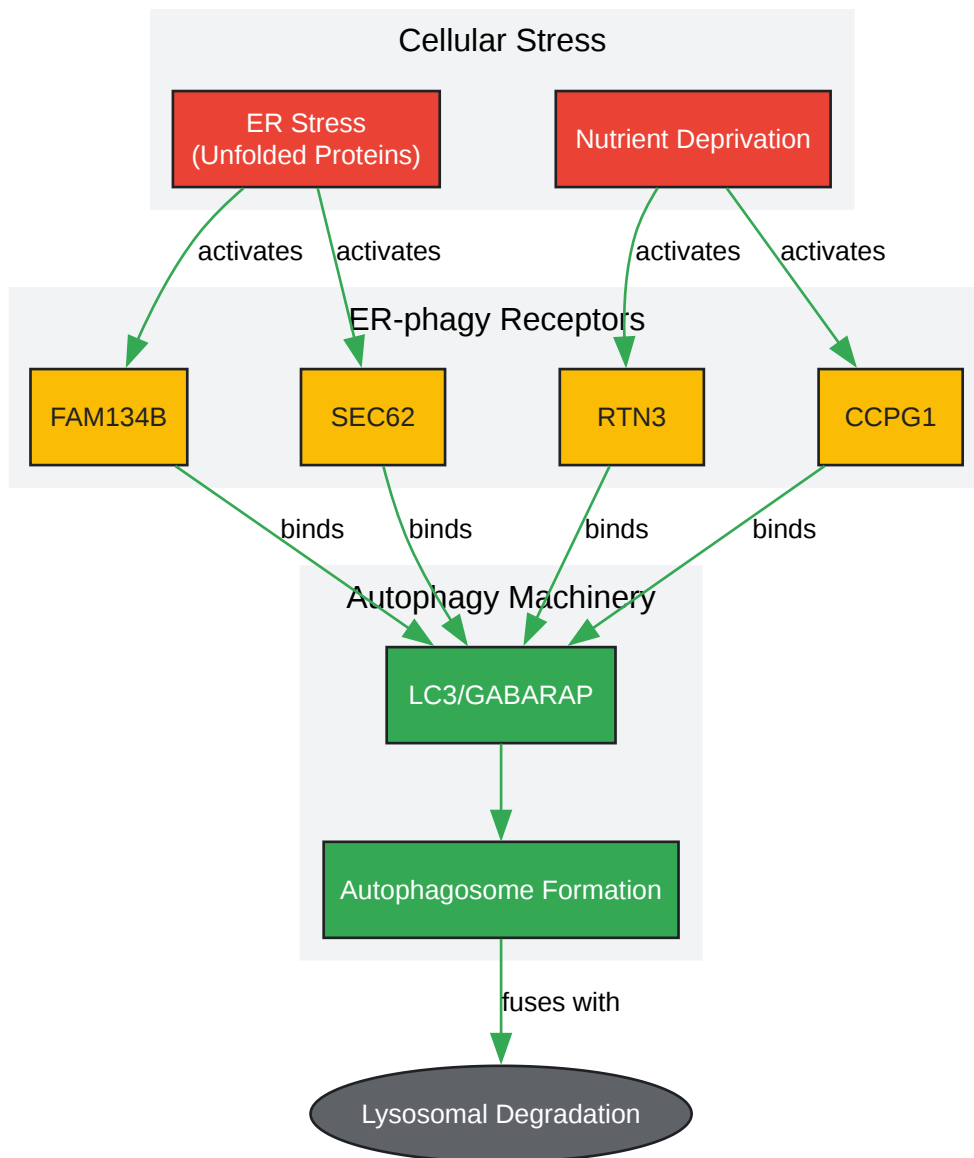 Cellular Stress
ER Stress
(Unfolded Proteins)
Nutrient Deprivation
activates
activates
activates
activates
ER-phagy Receptors
FAM134B
SEC62
RTN3
CCPG1
binds
binds
binds
binds
Autophagy Machinery
LC3/GABARAP
Autophagosome Formation
fuses with
Lysosomal Degradation